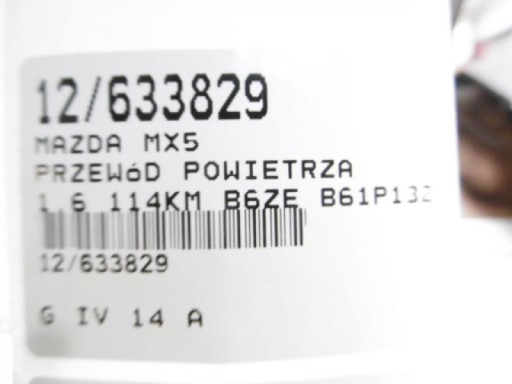 12/633829
MAZDA MX5
PRZEWóD POWIETRZA
1.6 114KM B6ZE B61P132
12/633829
G IV 14 A